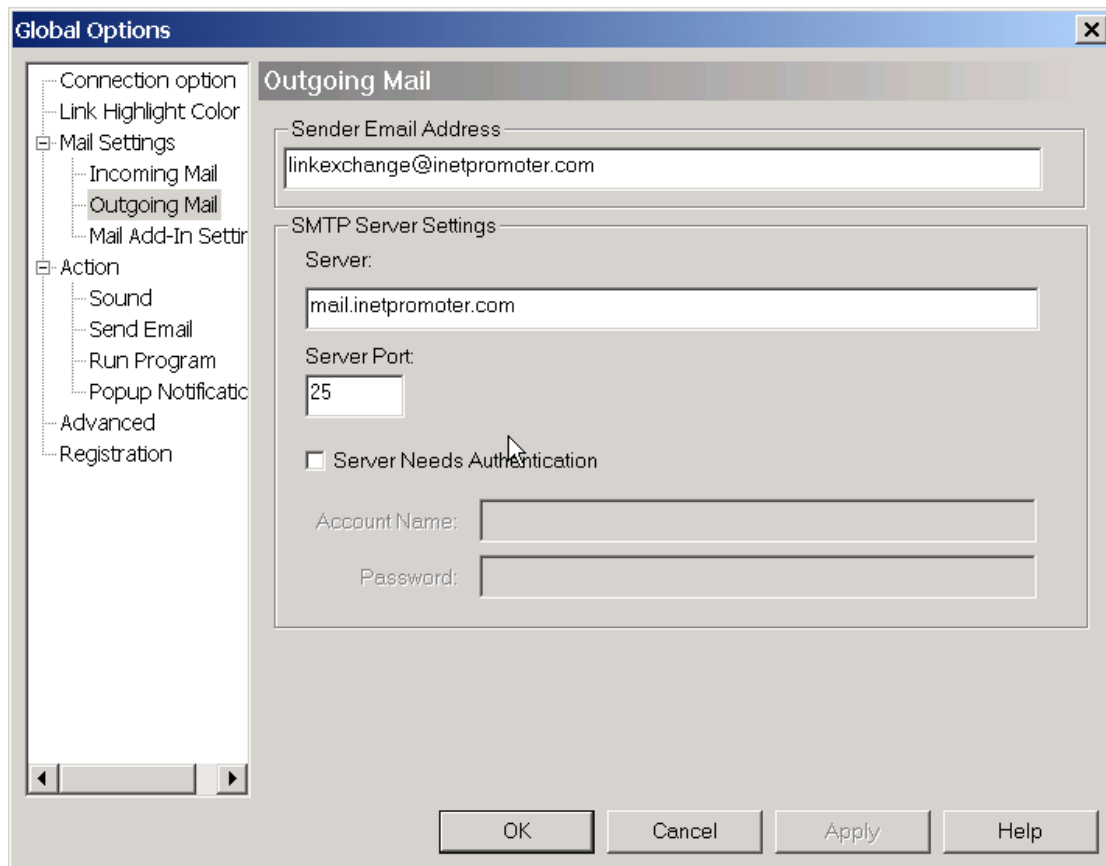 Global Options
Connection option
Link Highlight Color
Mail Settings
Incoming Mail
Outgoing Mail
Mail Add-In Settin
Action
Sound
Send Email
Run Program
Popup Notificatic
Advanced
Registration
Outgoing Mail
Sender Email Address
linkexchange@inetpromoter.com
SMTP Server Settings
Server:
mail.inetpromoter.com
Server Port:
25
Server Needs Authentication
Account Name:
Password:
OK Cancel Apply Help